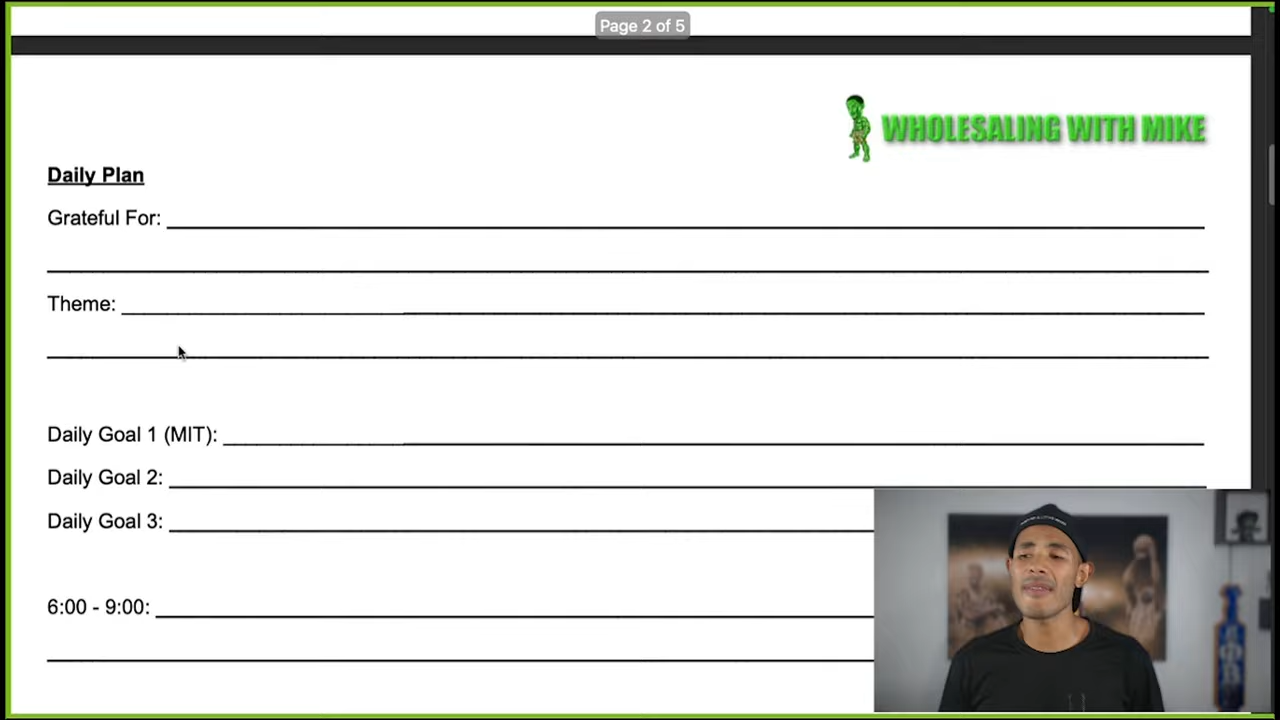 Page 2 of 5
WHOLESALING WITH MIKE
Daily Plan
Grateful For:
Theme:
Daily Goal 1 (MIT):
Daily Goal 2:
Daily Goal 3:
6:00 - 9:00: